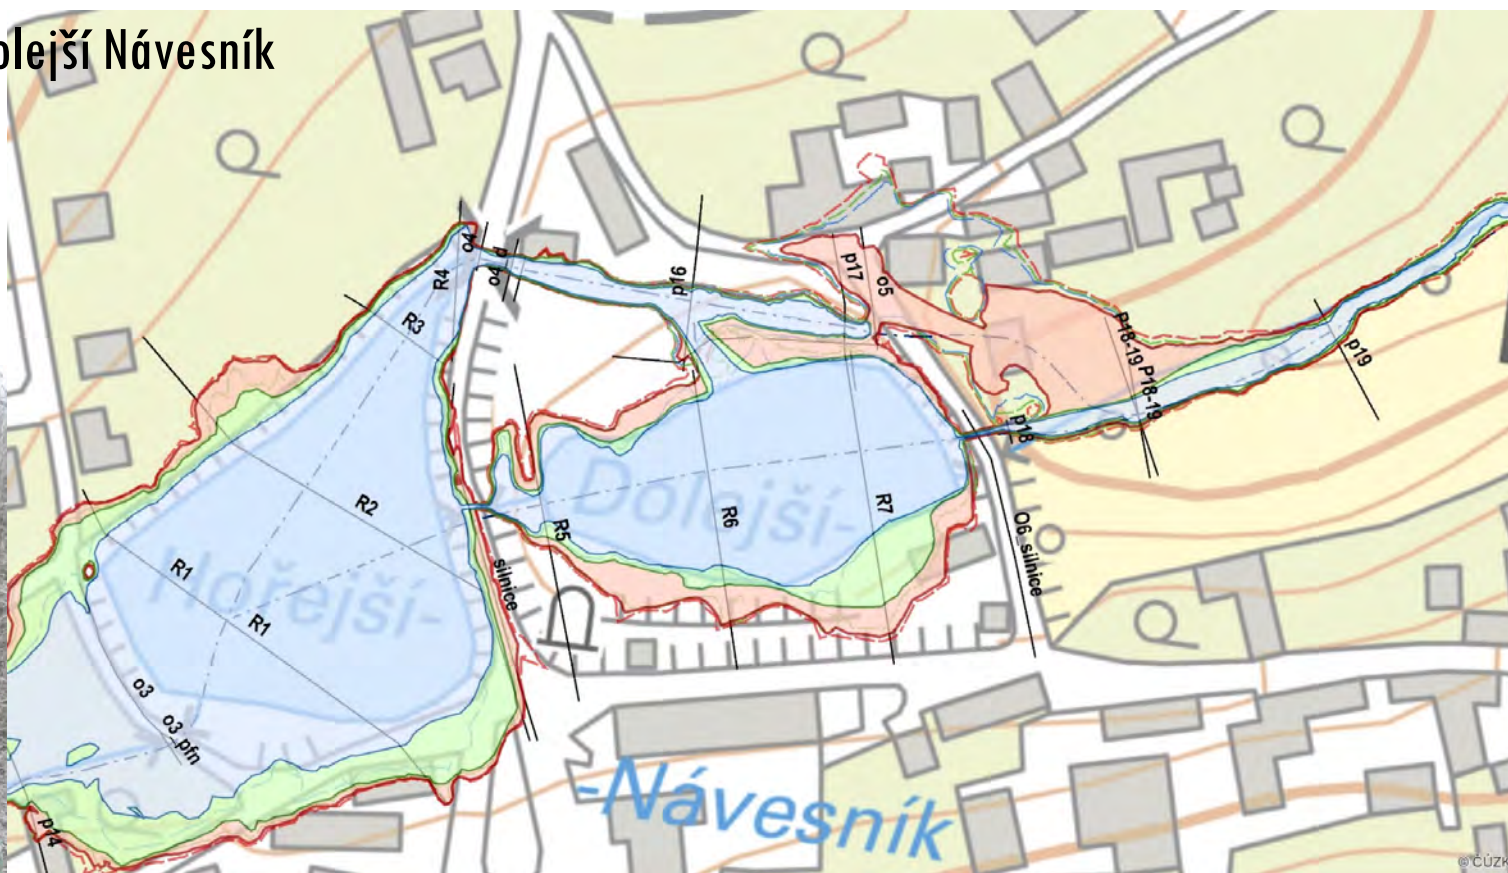 olejší Návesník
o4
o4_d
R4
p16
p17
o5
R3
P18-19
P18-19
p19
p18
R2
R5
R6
R7
Dolejší-
R1
Hořejší-
R1
silnice
O6_silnice
o3
o3_pfn
-Návesník
p14
© ČÚZK